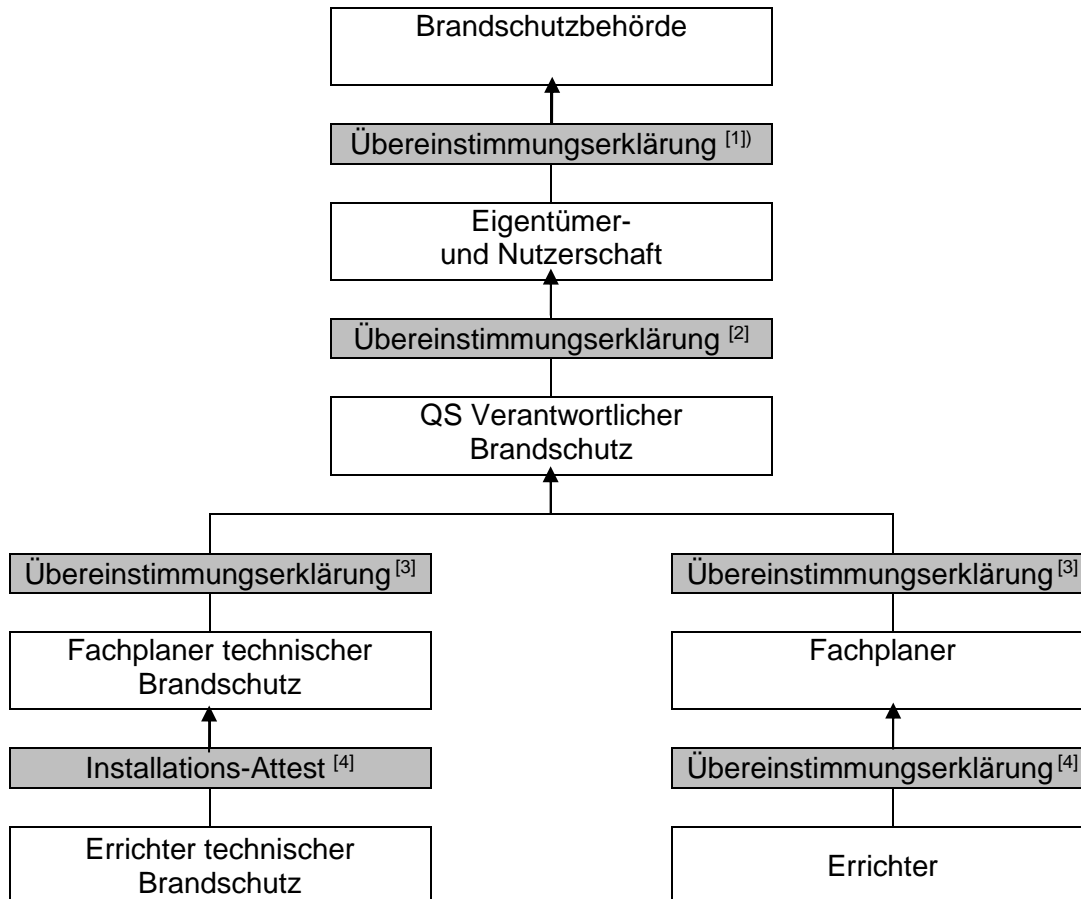 Brandschutzbehörde
Übereinstimmungserklärung [1])
Eigentümer-
und Nutzerschaft
Übereinstimmungserklärung [2]
QS Verantwortlicher
Brandschutz
Übereinstimmungserklärung [3]
Übereinstimmungserklärung [3]
Fachplaner technischer
Brandschutz
Fachplaner
Installations-Attest [4]
Übereinstimmungserklärung [4]
Errichter technischer
Brandschutz
Errichter